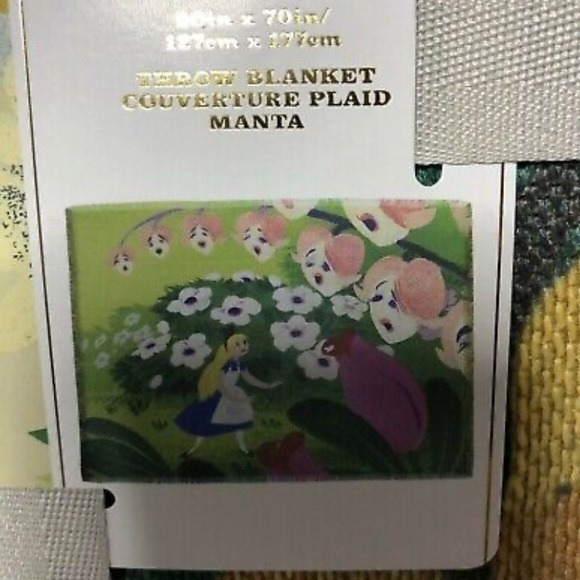 50in x 70in/
127cm x 177cm
THROW BLANKET
COUVERTURE PLAID
MANTA